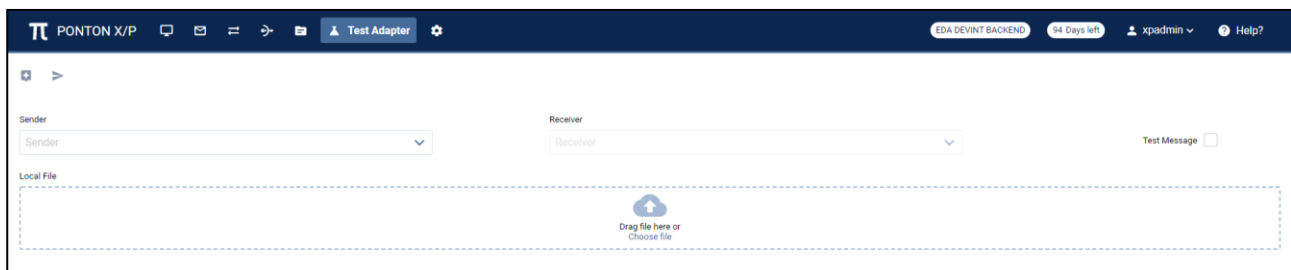 PONTON X/P Test Adapter EDA DEVINT BACKEND 94 Days left xpadmin Help?
Sender Receiver
Sender Receiver Test Message
Local File
Drag file here or
Choose file